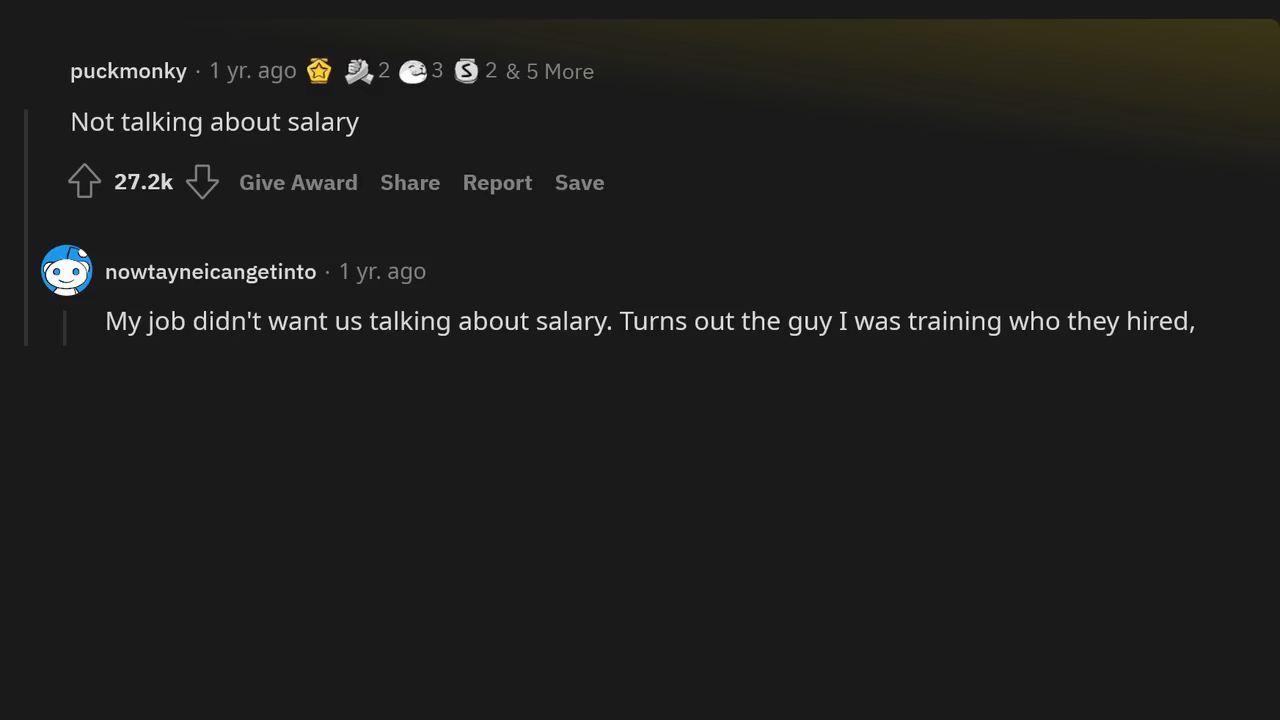 puckmonky · 1 yr. ago 2 3 2 & 5 More
Not talking about salary
27.2k Give Award Share Report Save
nowtayneicangetinto · 1 yr. ago
My job didn't want us talking about salary. Turns out the guy I was training who they hired,